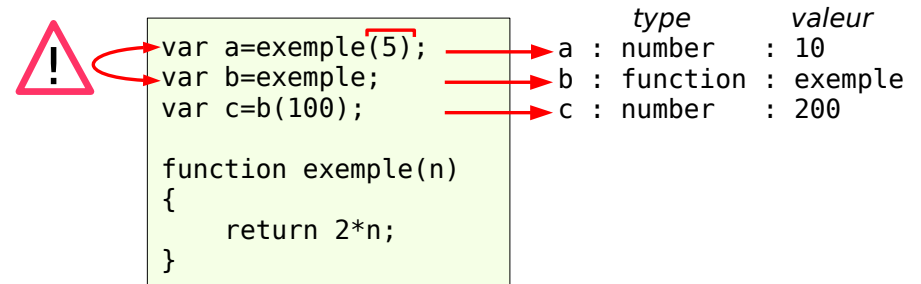 type valeur
var a=exemple(5); a : number : 10
var b=exemple; b : function : exemple
var c=b(100); c : number : 200
function exemple(n)
{
return 2*n;
}
!